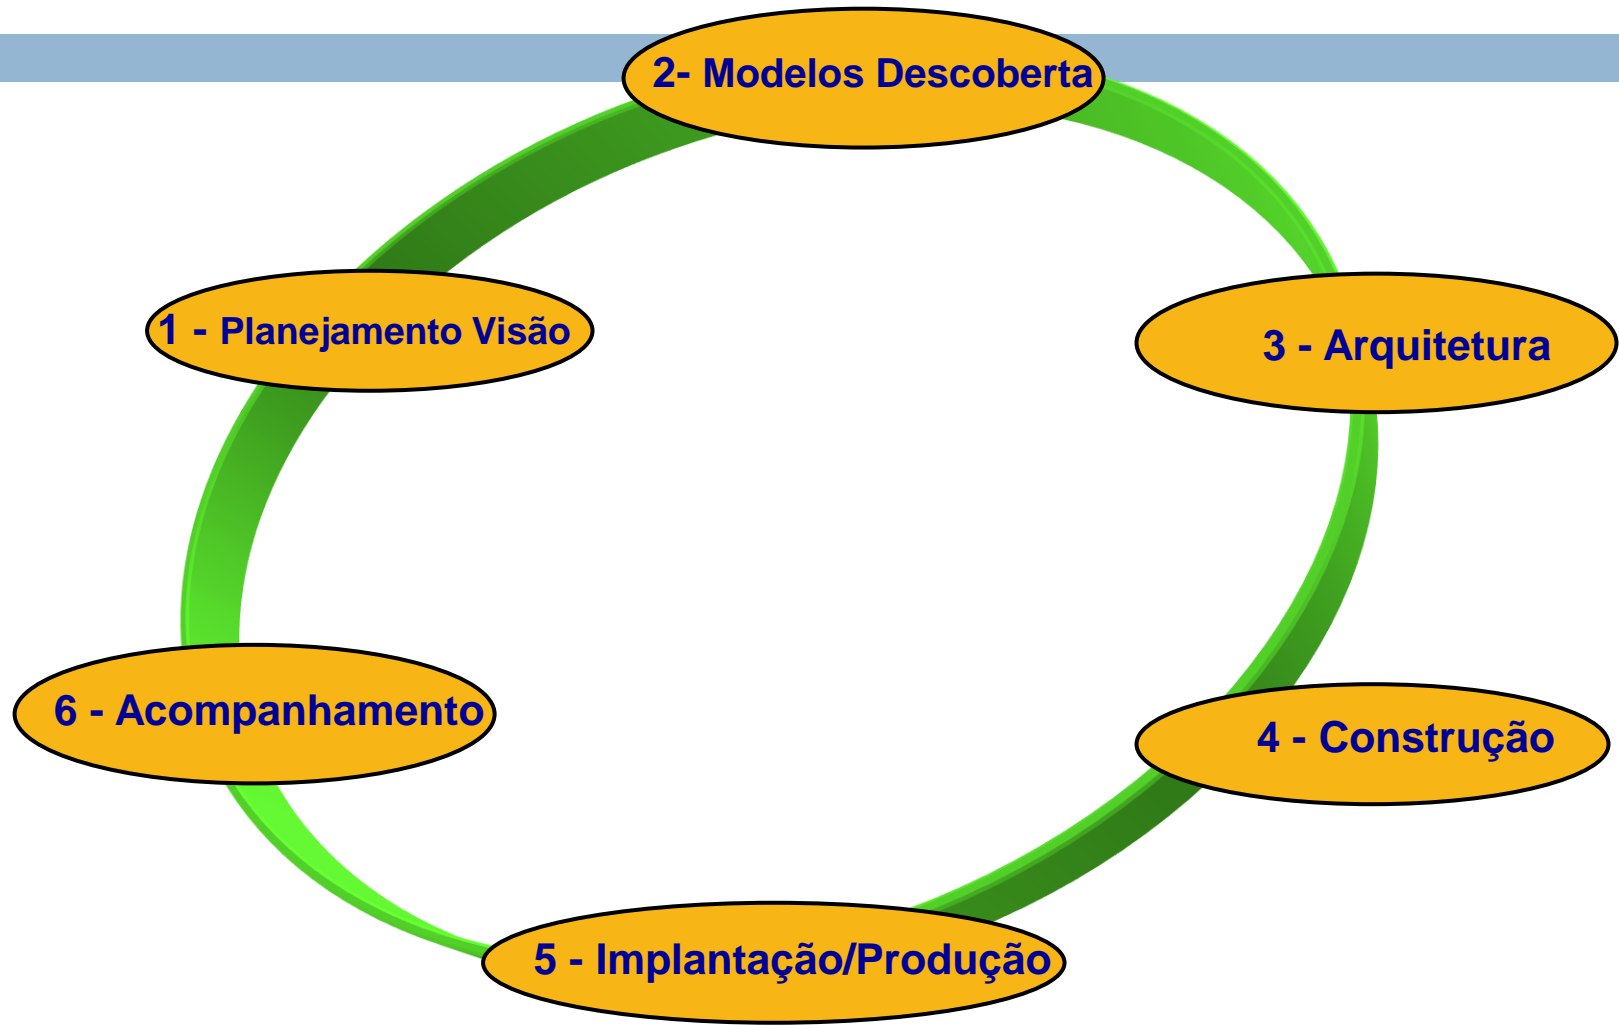 2- Modelos Descoberta
1 - Planejamento Visão
3 - Arquitetura
6 - Acompanhamento
4 - Construção
5 - Implantação/Produção